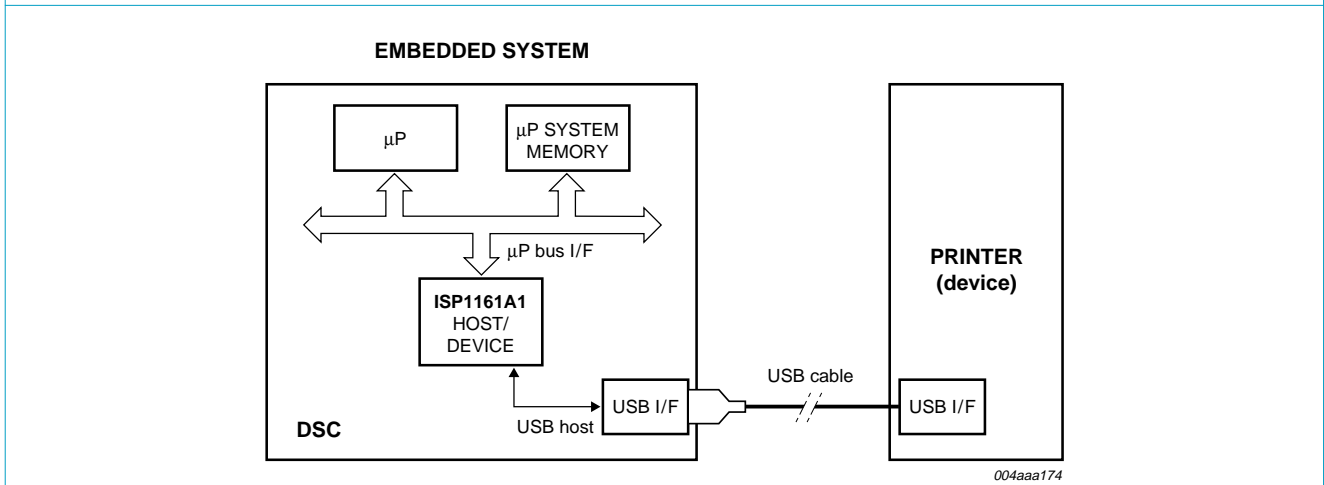 EMBEDDED SYSTEM
μP
μP SYSTEM
MEMORY
μP bus I/F
ISP1161A1
HOST/
DEVICE
PRINTER
(device)
USB cable
USB I/F
USB I/F
USB host
DSC
004aaa174